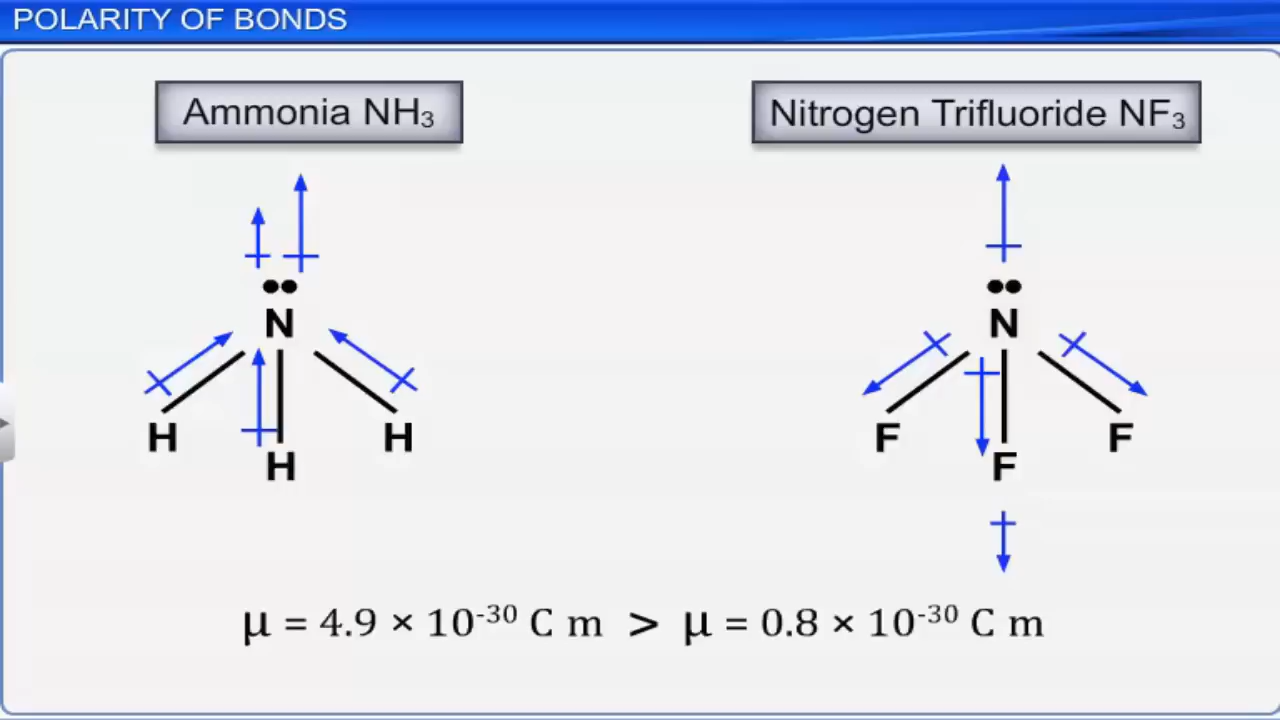 POLARITY OF BONDS
Ammonia NH₃
Nitrogen Trifluoride NF₃
N
H
H
H
N
F
F
F
μ = 4.9 × 10⁻³⁰ C m > μ = 0.8 × 10⁻³⁰ C m